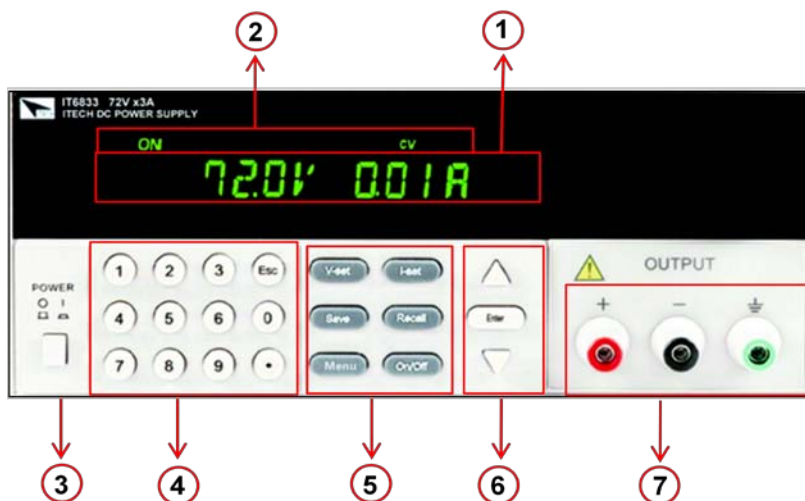 2 1
IT6833 72V x3A
ITECH DC POWER SUPPLY
ON CV
72.0V 0.01A
POWER
OUTPUT
1 2 3 Esc
4 5 6 0
7 8 9 •
V-set I-set
Save Recall
Menu On/Off
Enter
+ −
3 4 5 6 7